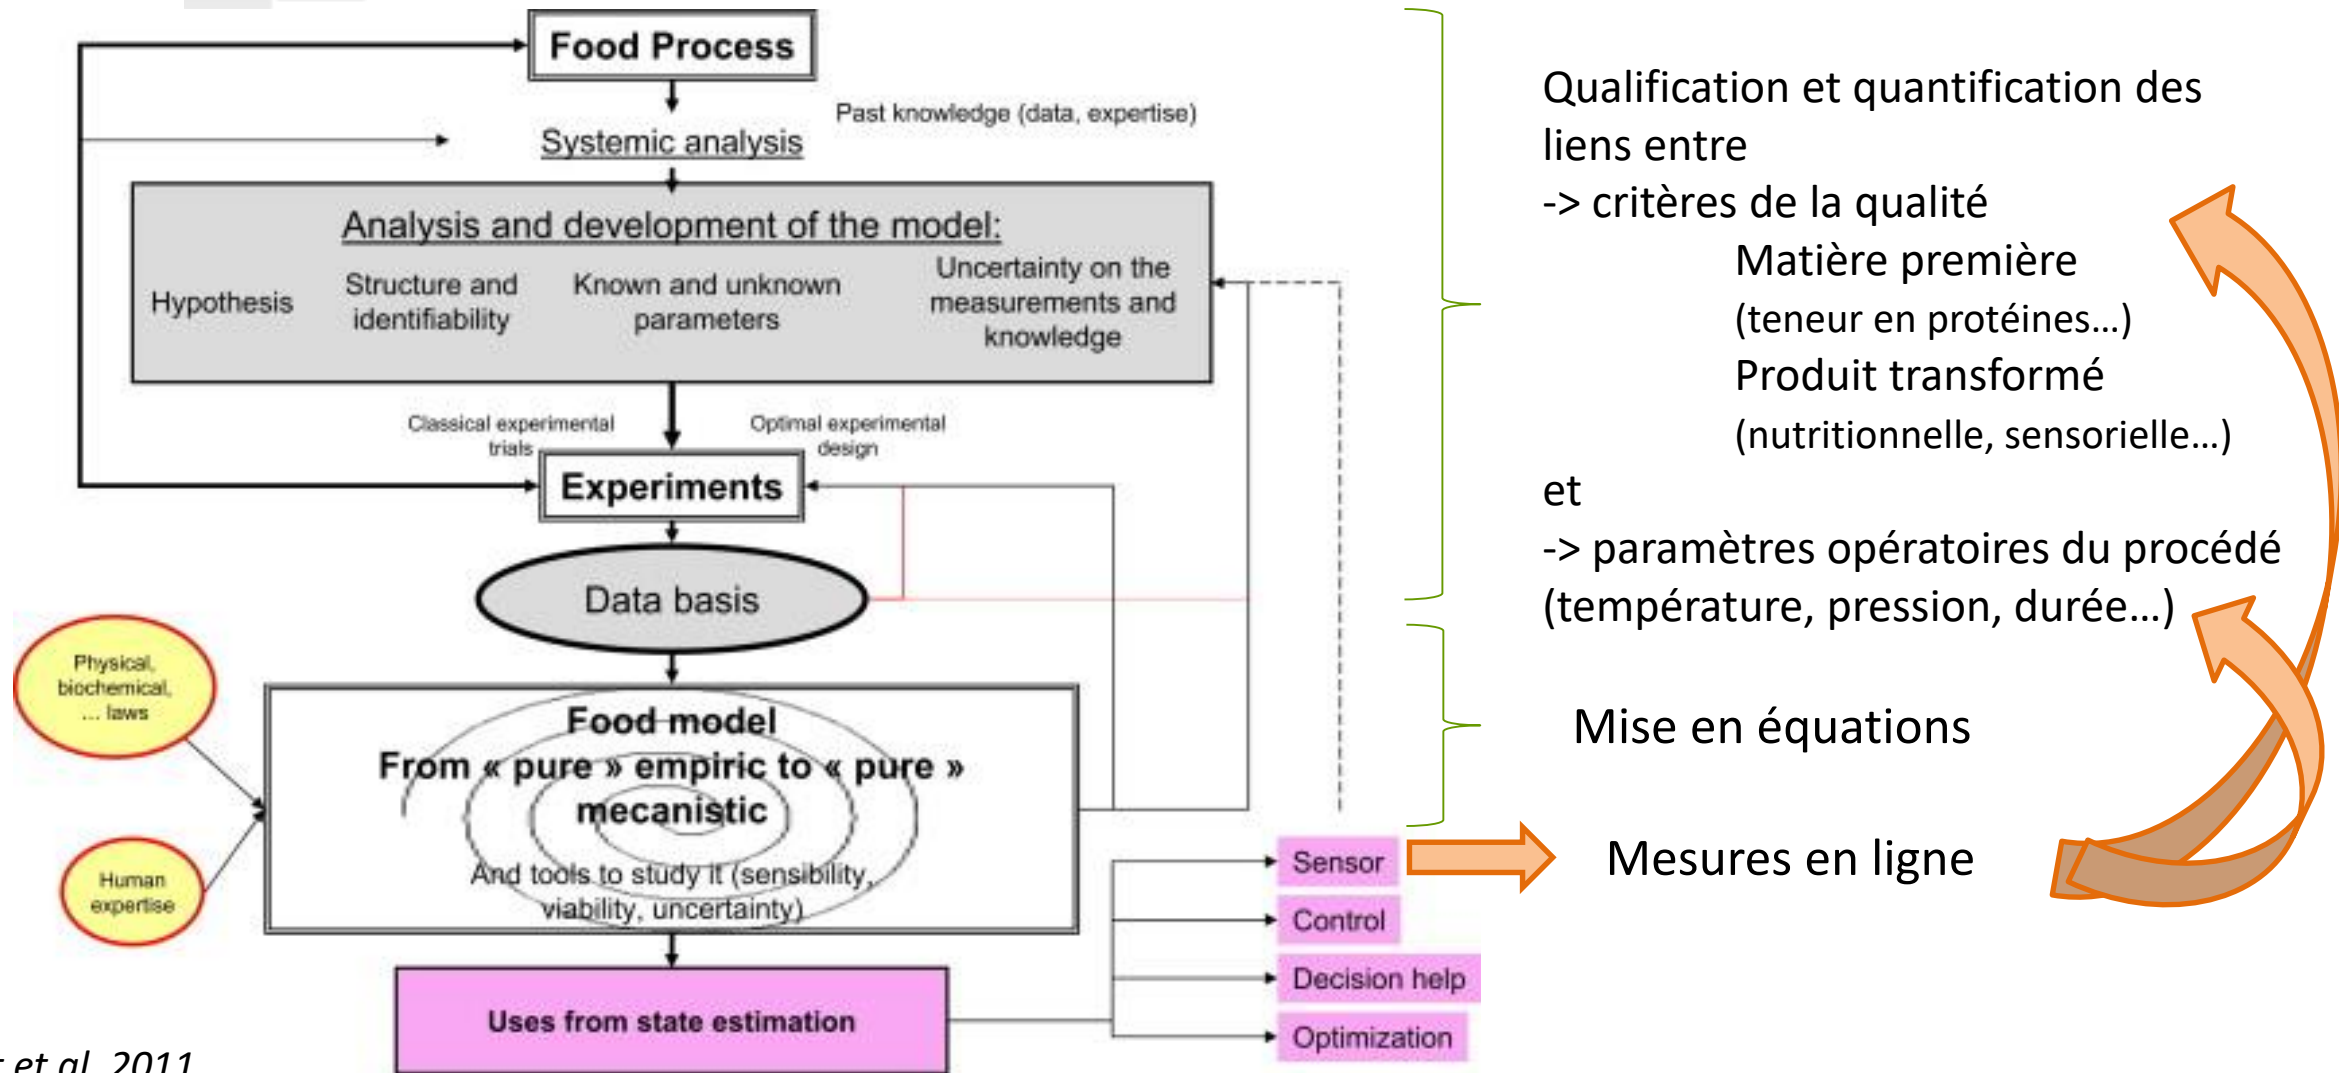 Food Process
Past knowledge (data, expertise)
Systemic analysis
Analysis and development of the model:
Hypothesis
Structure and
identifiability
Known and unknown
parameters
Uncertainty on the
measurements and
knowledge
Classical experimental
trials
Optimal experimental
design
Experiments
Data basis
Physical,
biochemical,
... laws
Human
expertise
Food model
From « pure » empiric to « pure »
mecanistic
And tools to study it (sensibility,
viability, uncertainty)
Uses from state estimation
Sensor
Control
Decision help
Optimization
et al. 2011
Qualification et quantification des
liens entre
-> critères de la qualité
Matière première
(teneur en protéines…)
Produit transformé
(nutritionnelle, sensorielle…)
et
-> paramètres opératoires du procédé
(température, pression, durée…)
Mise en équations
Mesures en ligne